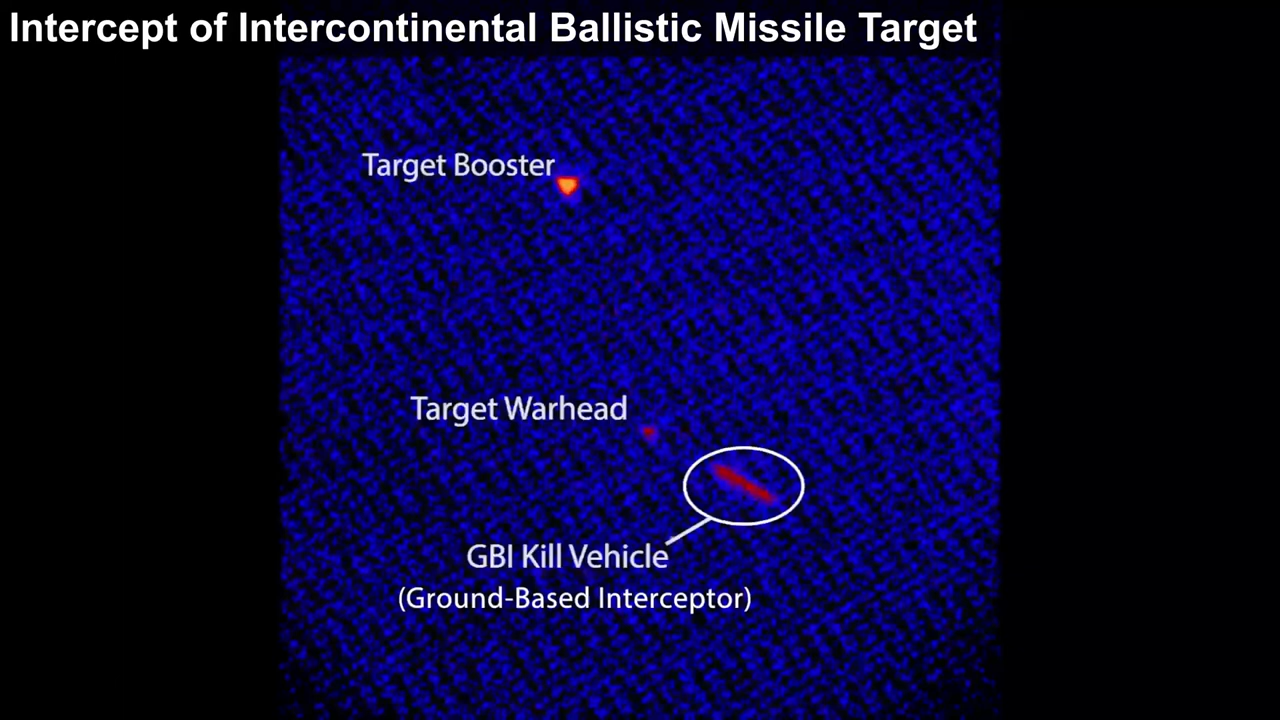 Intercept of Intercontinental Ballistic Missile Target
Target Booster
Target Warhead
GBI Kill Vehicle
(Ground-Based Interceptor)